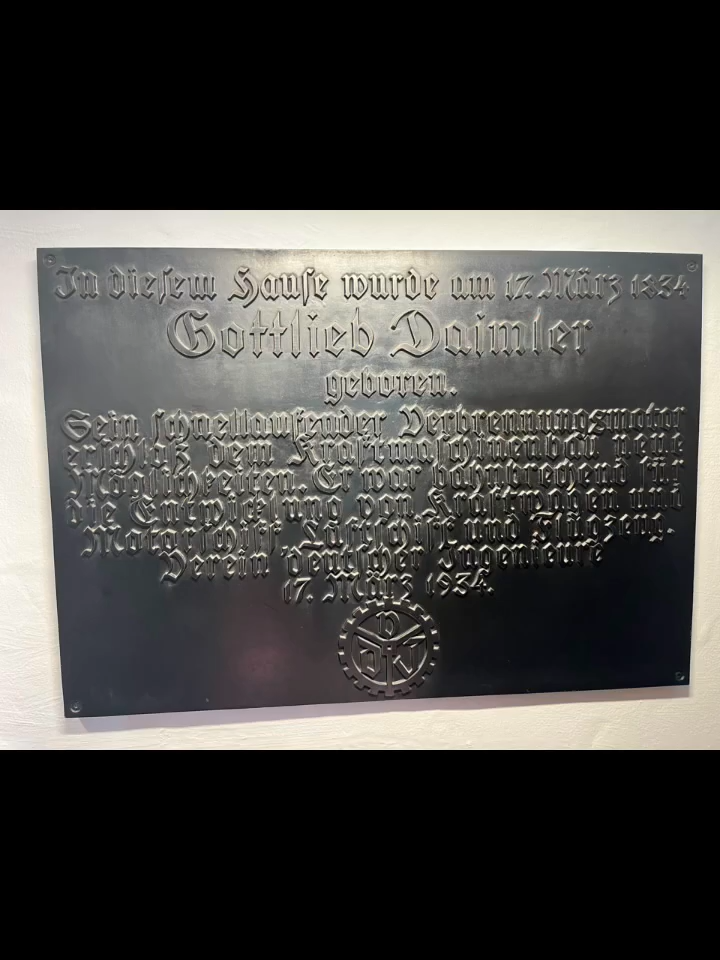 In diesem Hause wurde am 17. März 1834
Gottlieb Daimler
geboren.
Sein schnellaufender Verbrennungsmotor
erschloß dem Kraftmaschinenbau neue
Möglichkeiten. Er war bahnbrechend für
die Entwicklung von Kraftwagen und
Motorschiff, Luftschiff und Flugzeug.
Verein deutscher Ingenieure
17. März 1934.
V
D I